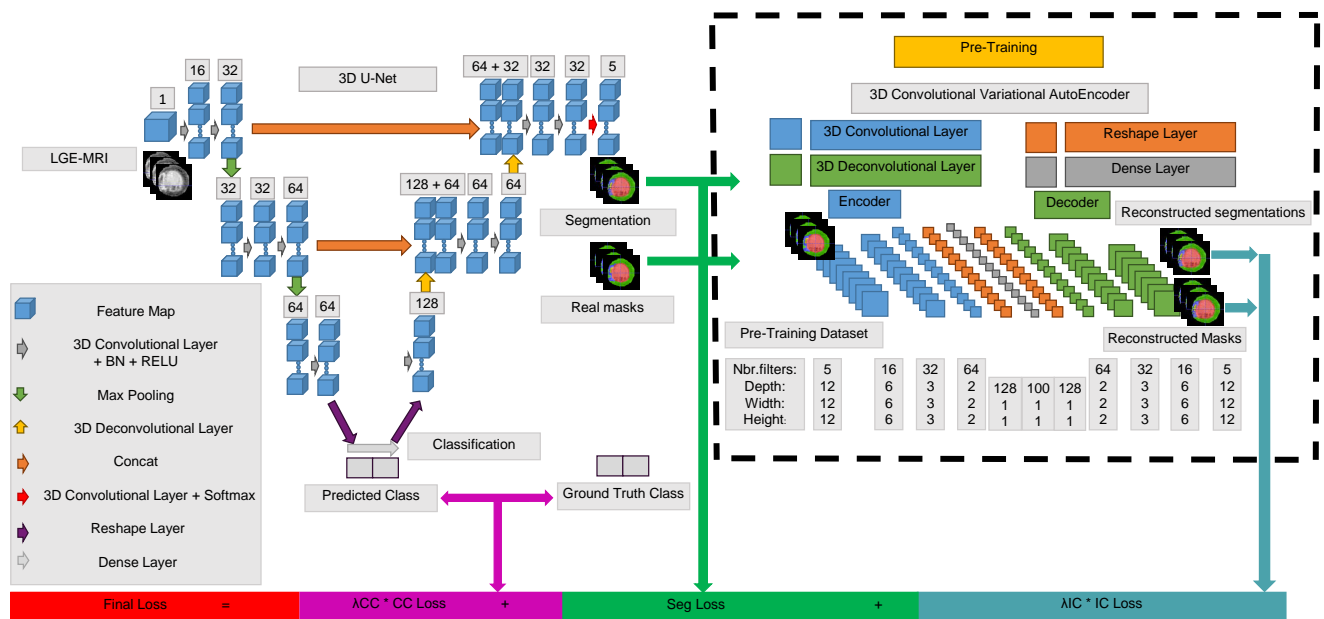 3D U-Net
1
16
32
64 + 32
32
32
5
LGE-MRI
32
32
64
128 + 64
64
64
64
64
128
Segmentation
Real masks
Feature Map
3D Convolutional Layer
+ BN + RELU
Max Pooling
3D Deconvolutional Layer
Concat
3D Convolutional Layer + Softmax
Reshape Layer
Dense Layer
Classification
Predicted Class
Ground Truth Class
Pre-Training
3D Convolutional Variational AutoEncoder
3D Convolutional Layer
Reshape Layer
3D Deconvolutional Layer
Dense Layer
Encoder
Decoder
Reconstructed segmentations
Pre-Training Dataset
Reconstructed Masks
Nbr.filters: 5 16 32 64 128 100 128 64 32 16 5
Depth: 12 6 3 2 1 1 1 2 3 6 12
Width: 12 6 3 2 1 1 1 2 3 6 12
Height: 12 6 3 2 2 3 6 12
Final Loss = λCC * CC Loss + Seg Loss + λIC * IC Loss